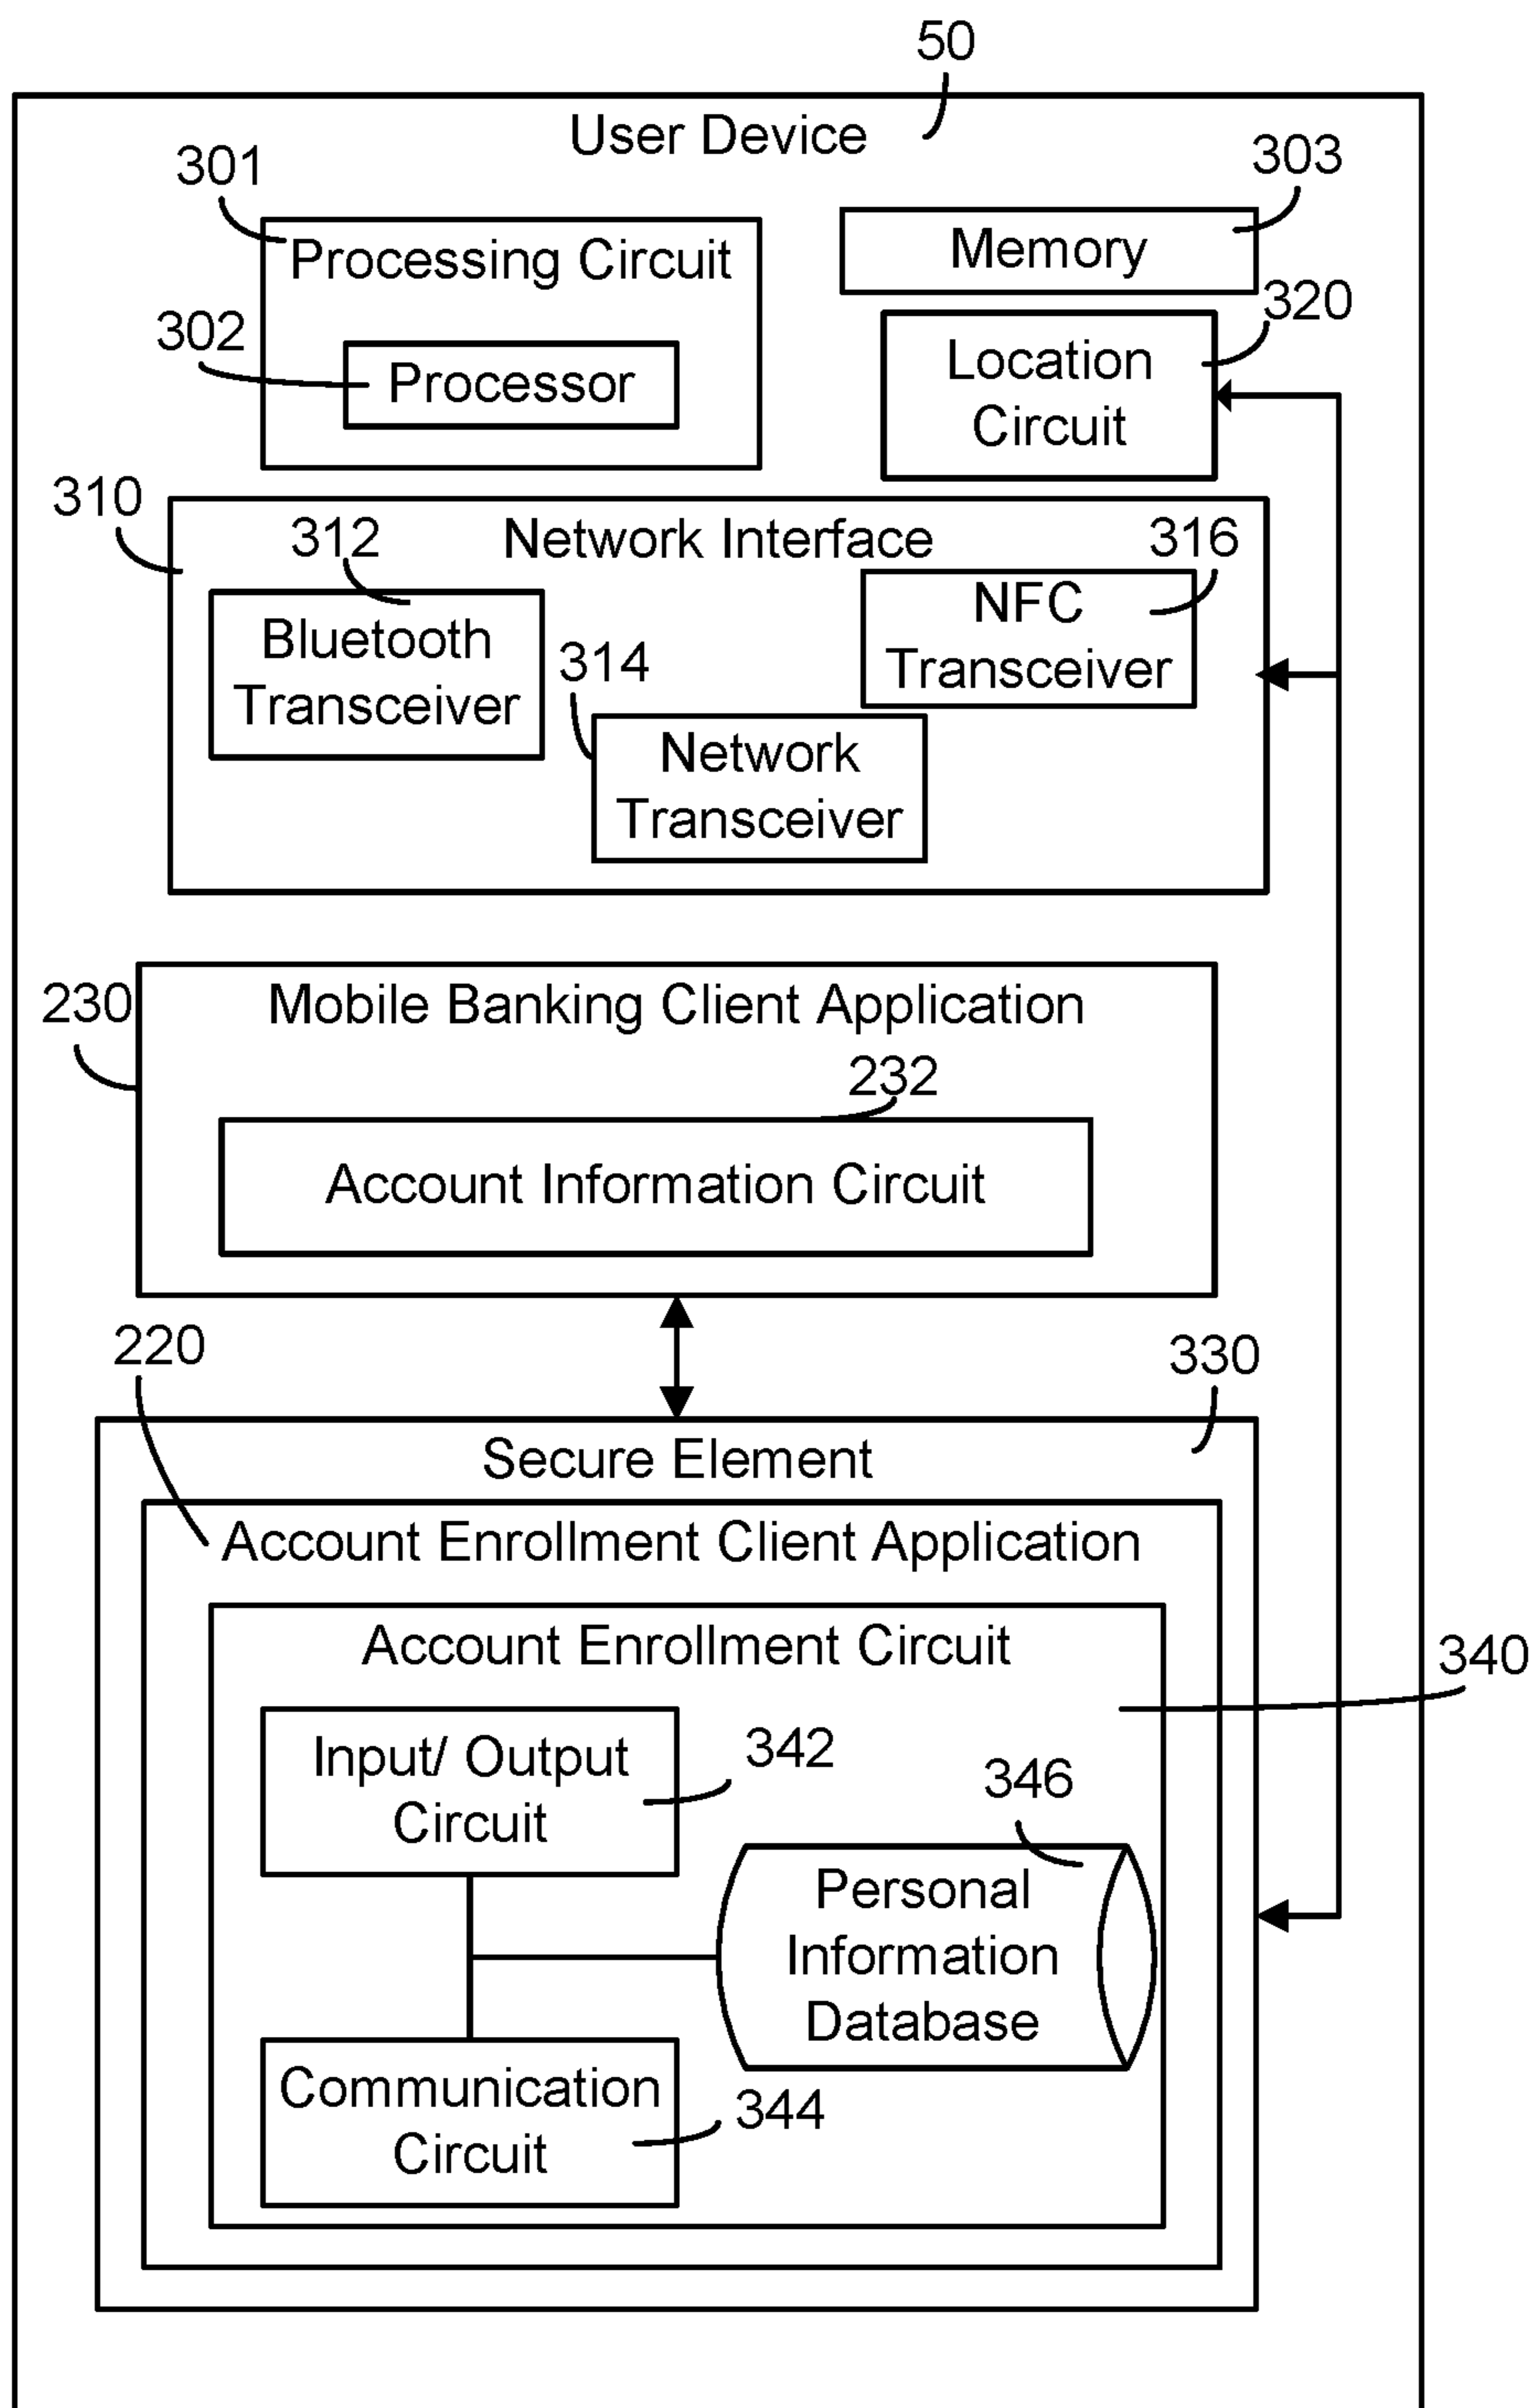 50
User Device
301
303
Processing Circuit
Memory
320
302
Processor
Location
Circuit
310
Network Interface
312
316
Bluetooth
Transceiver
NFC
Transceiver
314
Network
Transceiver
230
Mobile Banking Client Application
232
Account Information Circuit
220
330
Secure Element
Account Enrollment Client Application
Account Enrollment Circuit
340
Input/ Output
Circuit
342
346
Personal
Information
Database
Communication
Circuit
344